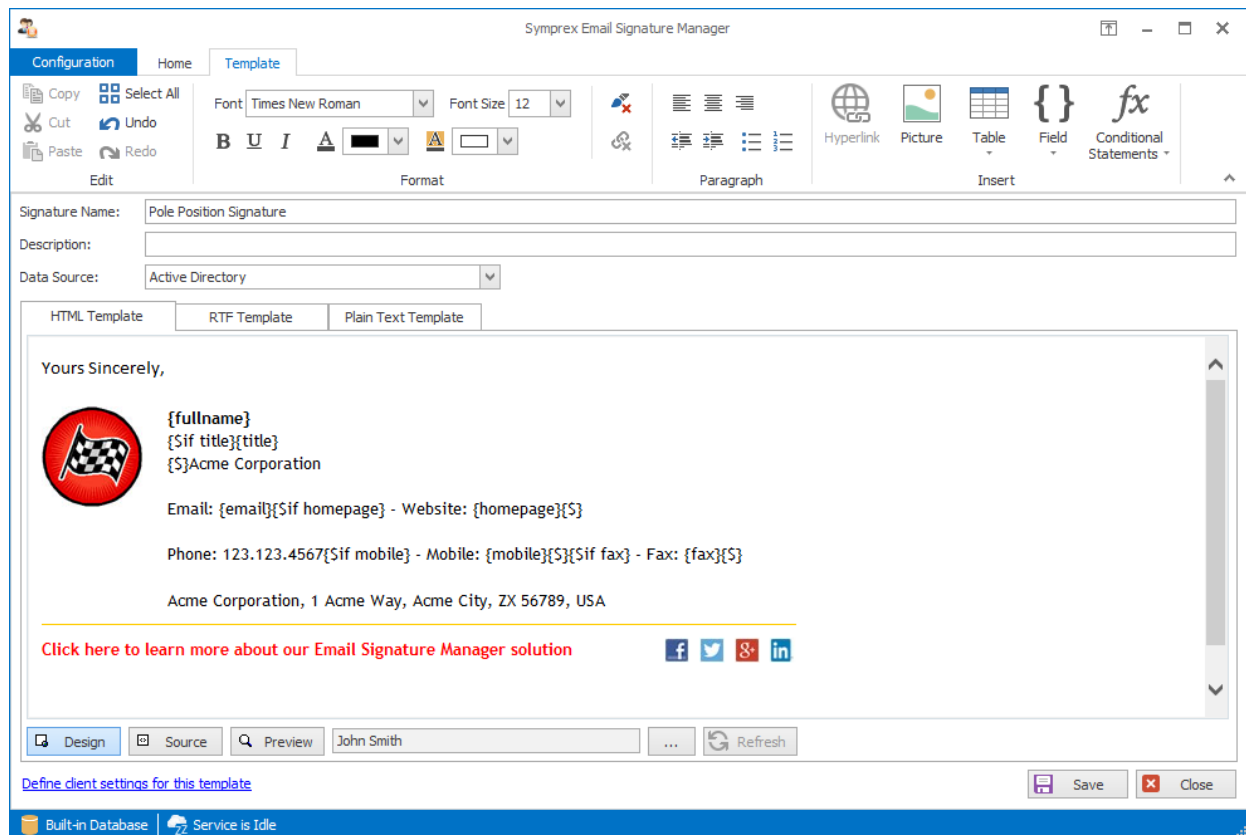 Symprex Email Signature Manager
Configuration Home Template
Copy Select All
Cut Undo
Paste Redo
Edit
Font Times New Roman Font Size 12
B U I A A
Format
Paragraph
Hyperlink Picture Table { } Field fx Conditional Statements
Insert
Signature Name: Pole Position Signature
Description:
Data Source: Active Directory
HTML Template RTF Template Plain Text Template
Yours Sincerely,
{fullname}
{$if title}{title}
{$}Acme Corporation
Email: {email}{$if homepage} - Website: {homepage}{$}
Phone: 123.123.4567{$if mobile} - Mobile: {mobile}{$}{$if fax} - Fax: {fax}{$}
Acme Corporation, 1 Acme Way, Acme City, ZX 56789, USA
Click here to learn more about our Email Signature Manager solution f 8+ in
Design Source Preview John Smith ... Refresh
Define client settings for this template Save Close
Built-in Database zz Service is Idle